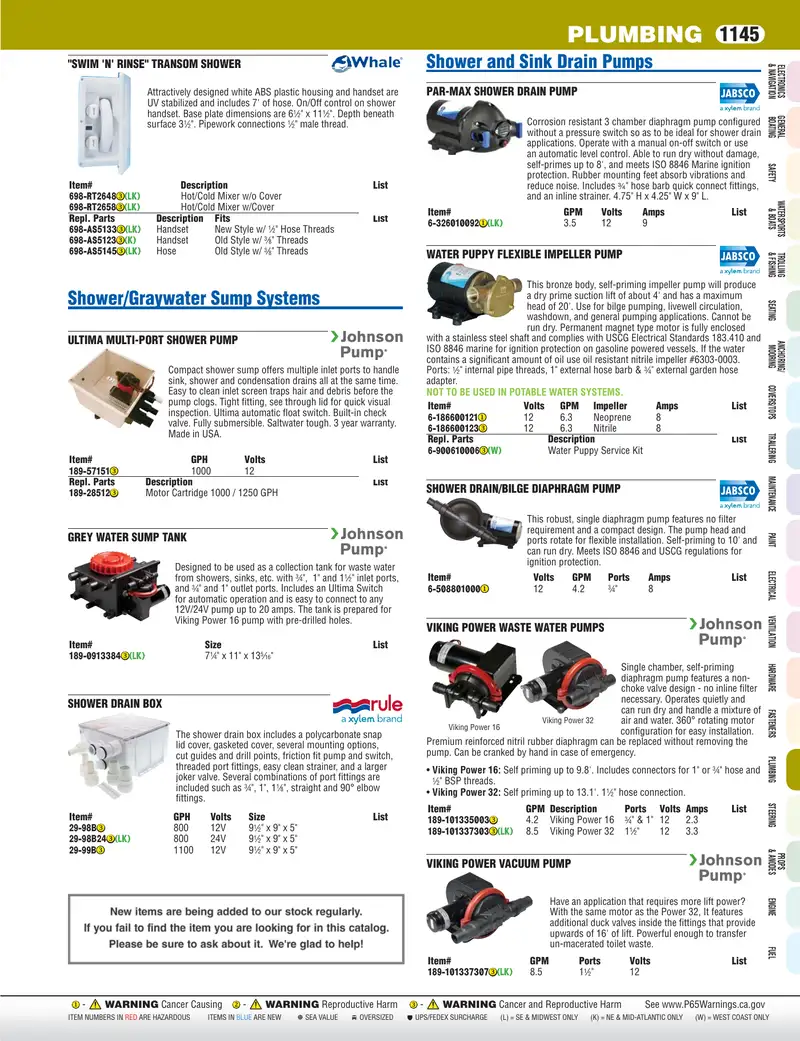 PLUMBING 1145
"SWIM 'N' RINSE" TRANSOM SHOWER
Whale®
Attractively designed white ABS plastic housing and handset are
UV stabilized and includes 7' of hose. On/Off control on shower
handset. Base plate dimensions are 6½" x 11½". Depth beneath
surface 3½". Pipework connections ½" male thread.
Item# Description List
698-RT2648③(LK) Hot/Cold Mixer w/o Cover
698-RT2658③(LK) Hot/Cold Mixer w/Cover
Repl. Parts Description Fits List
698-AS5133③(LK) Handset New Style w/ ½" Hose Threads
698-AS5123③(K) Handset Old Style w/ ⅜" Threads
698-AS5145③(LK) Hose Old Style w/ ⅜" Threads
Shower/Graywater Sump Systems
ULTIMA MULTI-PORT SHOWER PUMP
Johnson
Pump®
Compact shower sump offers multiple inlet ports to handle
sink, shower and condensation drains all at the same time.
Easy to clean inlet screen traps hair and debris before the
pump clogs. Tight fitting, see through lid for quick visual
inspection. Ultima automatic float switch. Built-in check
valve. Fully submersible. Saltwater tough. 3 year warranty.
Made in USA.
Item# GPH Volts List
189-57151③ 1000 12
Repl. Parts Description List
189-28512③ Motor Cartridge 1000 / 1250 GPH
GREY WATER SUMP TANK
Johnson
Pump®
Designed to be used as a collection tank for waste water
from showers, sinks, etc. with ¾", 1" and 1½" inlet ports,
and ¾" and 1" outlet ports. Includes an Ultima Switch
for automatic operation and is easy to connect to any
12V/24V pump up to 20 amps. The tank is prepared for
Viking Power 16 pump with pre-drilled holes.
Item# Size List
189-0913384③(LK) 7¼" x 11" x 13⁵⁄₁₆"
SHOWER DRAIN BOX
rule
a xylem brand
The shower drain box includes a polycarbonate snap
lid cover, gasketed cover, several mounting options,
cut guides and drill points, friction fit pump and switch,
threaded port fittings, easy clean strainer, and a larger
joker valve. Several combinations of port fittings are
included such as ¾", 1", 1⅛", straight and 90° elbow
fittings.
Item# GPH Volts Size List
29-98B③ 800 12V 9½" x 9" x 5"
29-98B24③(LK) 800 24V 9½" x 9" x 5"
29-99B③ 1100 12V 9½" x 9" x 5"
New items are being added to our stock regularly.
If you fail to find the item you are looking for in this catalog.
Please be sure to ask about it. We're glad to help!
Shower and Sink Drain Pumps
PAR-MAX SHOWER DRAIN PUMP
JABSCO
a xylem brand
Corrosion resistant 3 chamber diaphragm pump configured
without a pressure switch so as to be ideal for shower drain
applications. Operate with a manual on-off switch or use
an automatic level control. Able to run dry without damage,
self-primes up to 8', and meets ISO 8846 Marine ignition
protection. Rubber mounting feet absorb vibrations and
reduce noise. Includes ¾" hose barb quick connect fittings,
and an inline strainer. 4.75" H x 4.25" W x 9" L.
Item# GPM Volts Amps List
6-326010092①(LK) 3.5 12 9
WATER PUPPY FLEXIBLE IMPELLER PUMP
JABSCO
a xylem brand
This bronze body, self-priming impeller pump will produce
a dry prime suction lift of about 4' and has a maximum
head of 20'. Use for bilge pumping, livewell circulation,
washdown, and general pumping applications. Cannot be
run dry. Permanent magnet type motor is fully enclosed
with a stainless steel shaft and complies with USCG Electrical Standards 183.410 and
ISO 8846 marine for ignition protection on gasoline powered vessels. If the water
contains a significant amount of oil use oil resistant nitrile impeller #6303-0003.
Ports: ½" internal pipe threads, 1" external hose barb & ¾" external garden hose
adapter.
NOT TO BE USED IN POTABLE WATER SYSTEMS.
Item# Volts GPM Impeller Amps List
6-186600121① 12 6.3 Neoprene 8
6-186600123③ 12 6.3 Nitrile 8
Repl. Parts Description List
6-900610006③(W) Water Puppy Service Kit
SHOWER DRAIN/BILGE DIAPHRAGM PUMP
JABSCO
a xylem brand
This robust, single diaphragm pump features no filter
requirement and a compact design. The pump head and
ports rotate for flexible installation. Self-priming to 10' and
can run dry. Meets ISO 8846 and USCG regulations for
ignition protection.
Item# Volts GPM Ports Amps List
6-508801000① 12 4.2 ¾" 8
VIKING POWER WASTE WATER PUMPS
Johnson
Pump®
Viking Power 16
Viking Power 32
Single chamber, self-priming
diaphragm pump features a non-
choke valve design - no inline filter
necessary. Operates quietly and
can run dry and handle a mixture of
air and water. 360° rotating motor
configuration for easy installation.
Premium reinforced nitril rubber diaphragm can be replaced without removing the
pump. Can be cranked by hand in case of emergency.
• Viking Power 16: Self priming up to 9.8'. Includes connectors for 1" or ¾" hose and
½" BSP threads.
• Viking Power 32: Self priming up to 13.1'. 1½" hose connection.
Item# GPM Description Ports Volts Amps List
189-101335003③ 4.2 Viking Power 16 ¾" & 1" 12 2.3
189-101337303③(LK) 8.5 Viking Power 32 1½" 12 3.3
VIKING POWER VACUUM PUMP
Johnson
Pump®
Have an application that requires more lift power?
With the same motor as the Power 32, It features
additional duck valves inside the fittings that provide
upwards of 16' of lift. Powerful enough to transfer
un-macerated toilet waste.
Item# GPM Ports Volts List
189-101337307③(LK) 8.5 1½" 12
ELECTRONICS
& NAVIGATION
GENERAL
BOATING
SAFETY
WATERSPORTS
& BOATS
TROLLING
& FISHING
SEATING
ANCHORING/
MOORING
COVERS/TOPS
TRAILERING
MAINTENANCE
PAINT
ELECTRICAL
VENTILATION
HARDWARE
FASTENERS
PLUMBING
STEERING
PROPS
& ANODES
ENGINE
FUEL
① - WARNING Cancer Causing ② - WARNING Reproductive Harm ③ - WARNING Cancer and Reproductive Harm See www.P65Warnings.ca.gov
ITEM NUMBERS IN RED ARE HAZARDOUS ITEMS IN BLUE ARE NEW SEA VALUE OVERSIZED UPS/FEDEX SURCHARGE (L) = SE & MIDWEST ONLY (K) = NE & MID-ATLANTIC ONLY (W) = WEST COAST ONLY